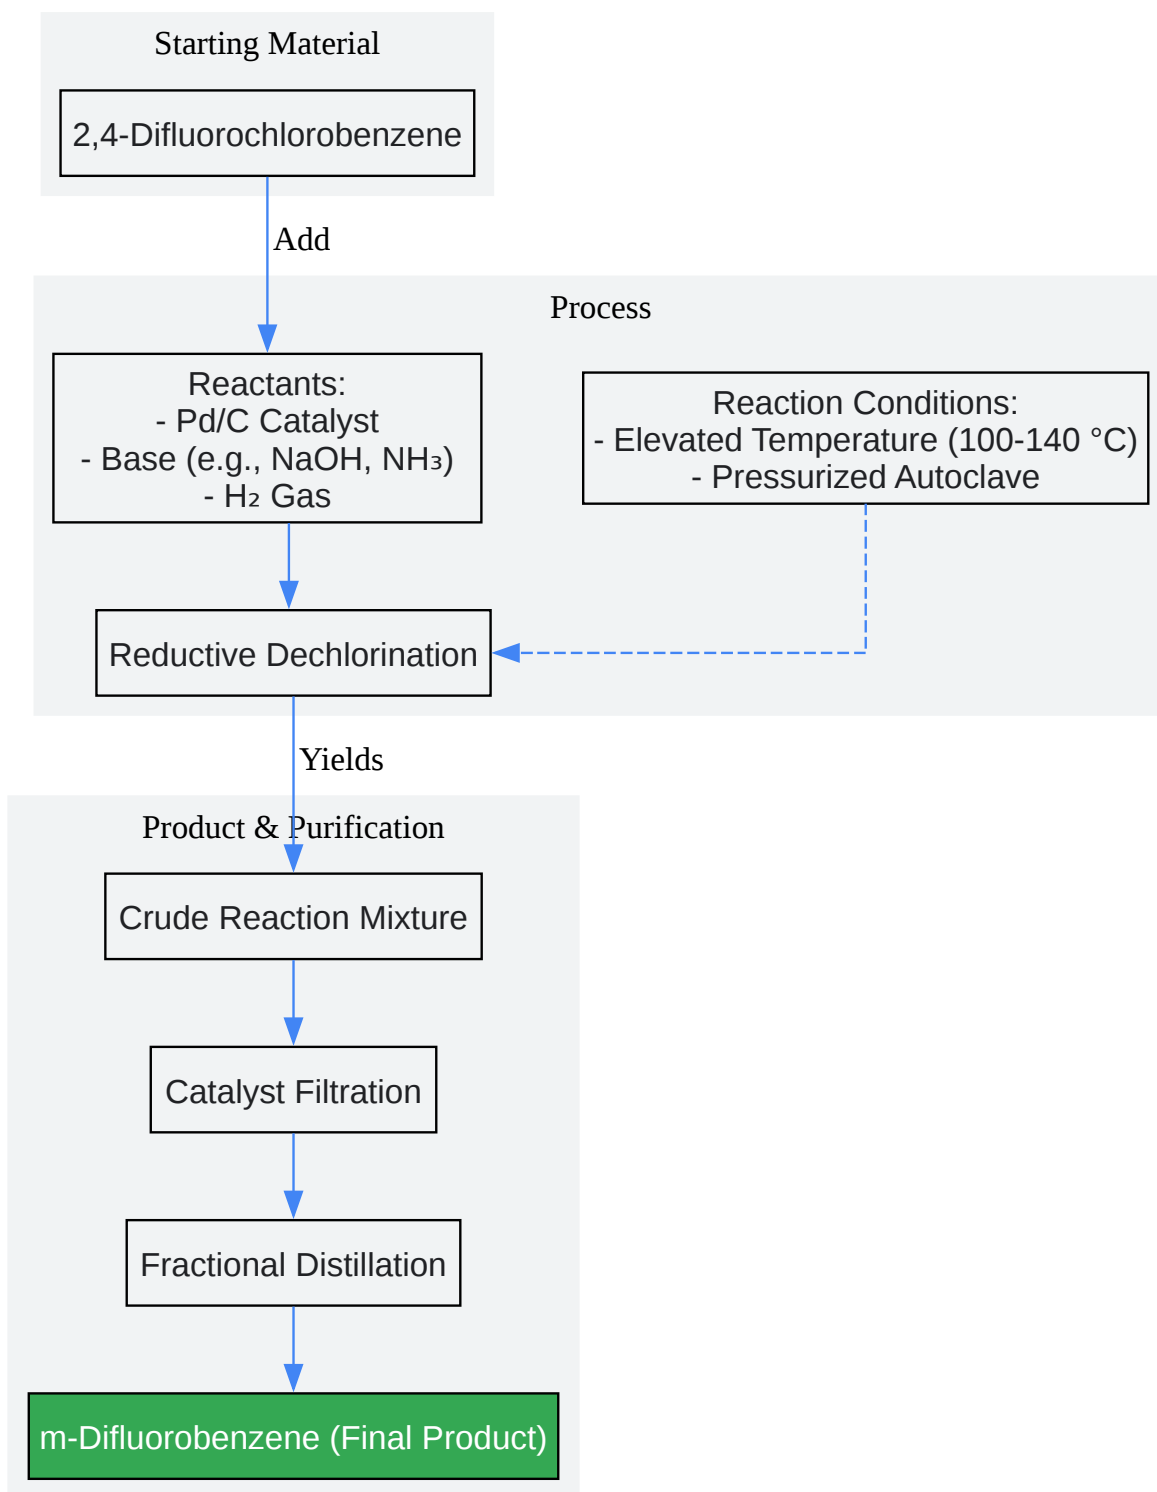 Starting Material
2,4-Difluorochlorobenzene
Add
Process
Reactants:
- Pd/C Catalyst
- Base (e.g., NaOH, NH₃)
- H₂ Gas
Reaction Conditions:
- Elevated Temperature (100-140 °C)
- Pressurized Autoclave
Reductive Dechlorination
Yields
Product & Purification
Crude Reaction Mixture
Catalyst Filtration
Fractional Distillation
m-Difluorobenzene (Final Product)